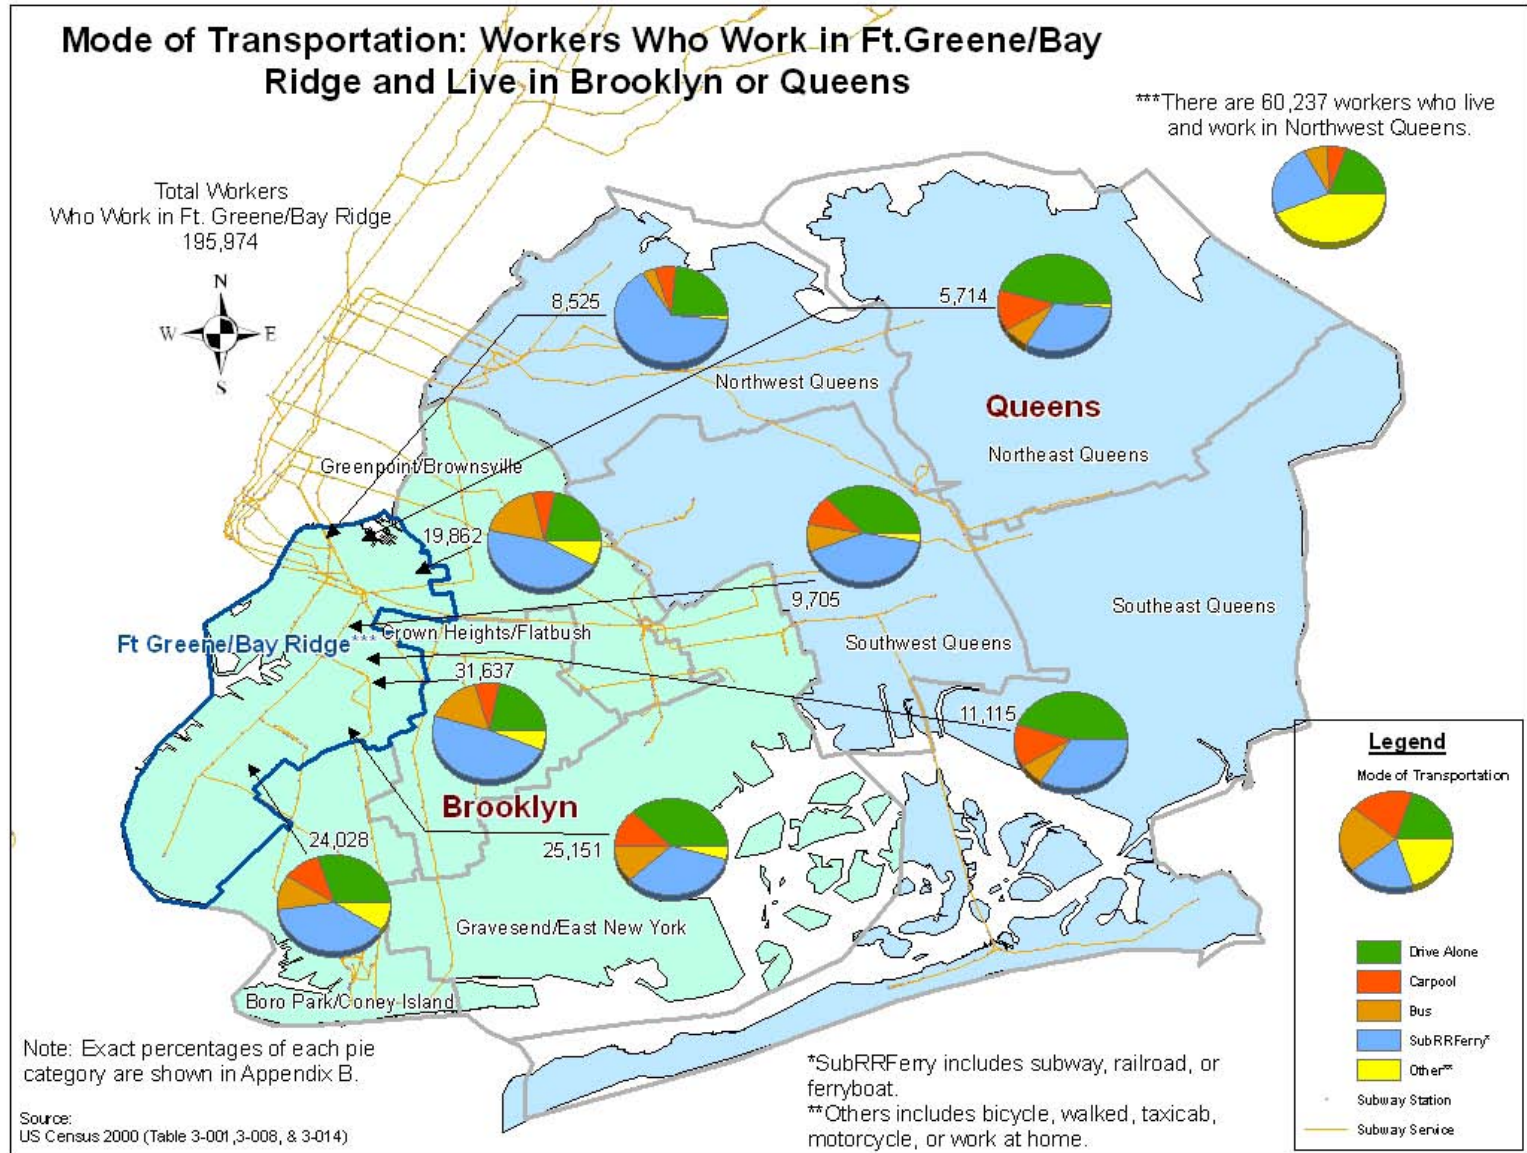 Mode of Transportation: Workers Who Work in Ft.Greene/Bay
Ridge and Live in Brooklyn or Queens
***There are 60,237 workers who live
and work in Northwest Queens.
Total Workers
Who Work in Ft. Greene/Bay Ridge
195,974
N
W
E
S
8,525
5,714
Northwest Queens
Queens
Northeast Queens
Greenpoint/Brownsville
19,862
9,705
Southeast Queens
Crown Heights/Flatbush
Ft Greene/Bay Ridge***
Southwest Queens
31,637
11,115
Brooklyn
24,028
25,151
Gravesend/East New York
Boro Park/Coney Island
Legend
Mode of Transportation
Drive Alone
Carpool
Bus
SubRRFerry*
Other**
Subway Station
Subway Service
Note: Exact percentages of each pie
category are shown in Appendix B.
Source:
US Census 2000 (Table 3-001,3-008, & 3-014)
*SubRRFerry includes subway, railroad, or
ferryboat.
**Others includes bicycle, walked, taxicab,
motorcycle, or work at home.